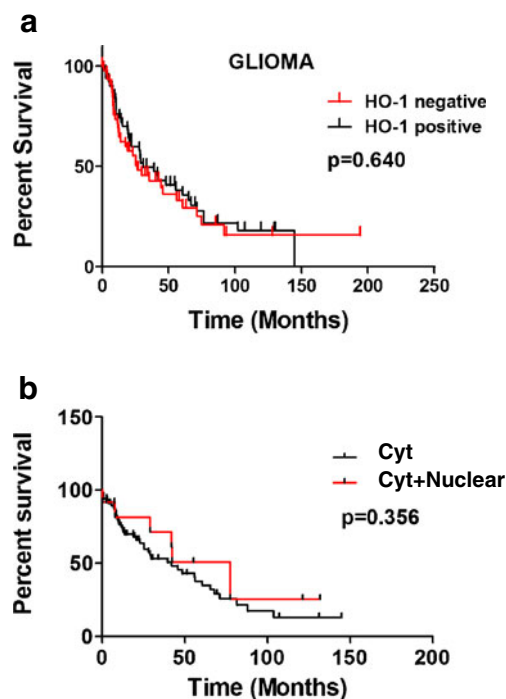 a
GLIOMA
HO-1 negative
HO-1 positive
p=0.640
Percent Survival
100
50
0
0 50 100 150 200 250
Time (Months)
b
Cyt
Cyt+Nuclear
p=0.356
Percent survival
150
100
50
0
0 50 100 150 200
Time (Months)